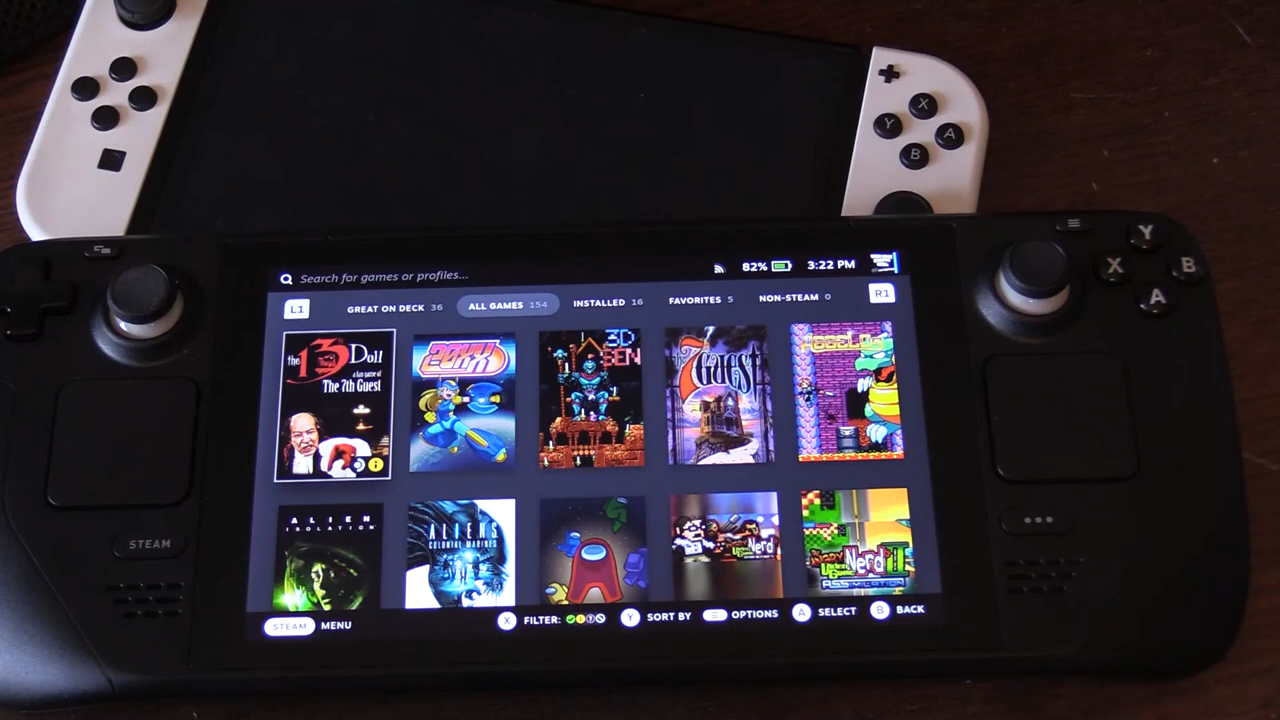 X
Y
A
B
Y
X
B
A
Search for games or profiles...
82%
3:22 PM
L1
GREAT ON DECK 36
ALL GAMES 154
INSTALLED 16
FAVORITES 5
NON-STEAM 0
R1
the 13th Doll
a fan game of
The 7th Guest
20XX
3D
SEN
7th GUEST
ALIEN
ISOLATION
ALIENS
COLONIAL MARINES
Nerd
Nerd II
ASSIMILATION
STEAM
STEAM MENU
X FILTER:
Y SORT BY
OPTIONS
A SELECT
B BACK